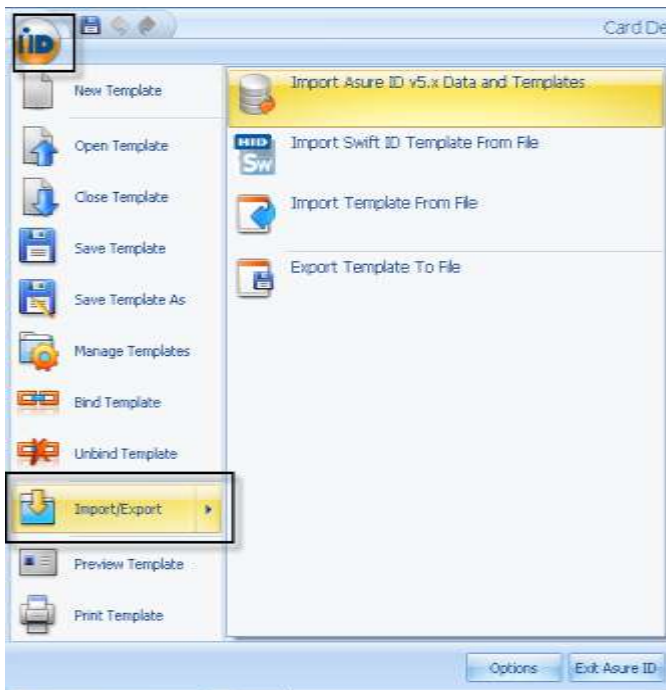 iID
Card De
New Template
Import Asure ID v5.x Data and Templates
Open Template
HID
Sw
Import Swift ID Template From File
Close Template
Import Template From File
Save Template
Export Template To File
Save Template As
Manage Templates
Bind Template
Unbind Template
Import/Export
Preview Template
Print Template
Options
Exit Asure ID